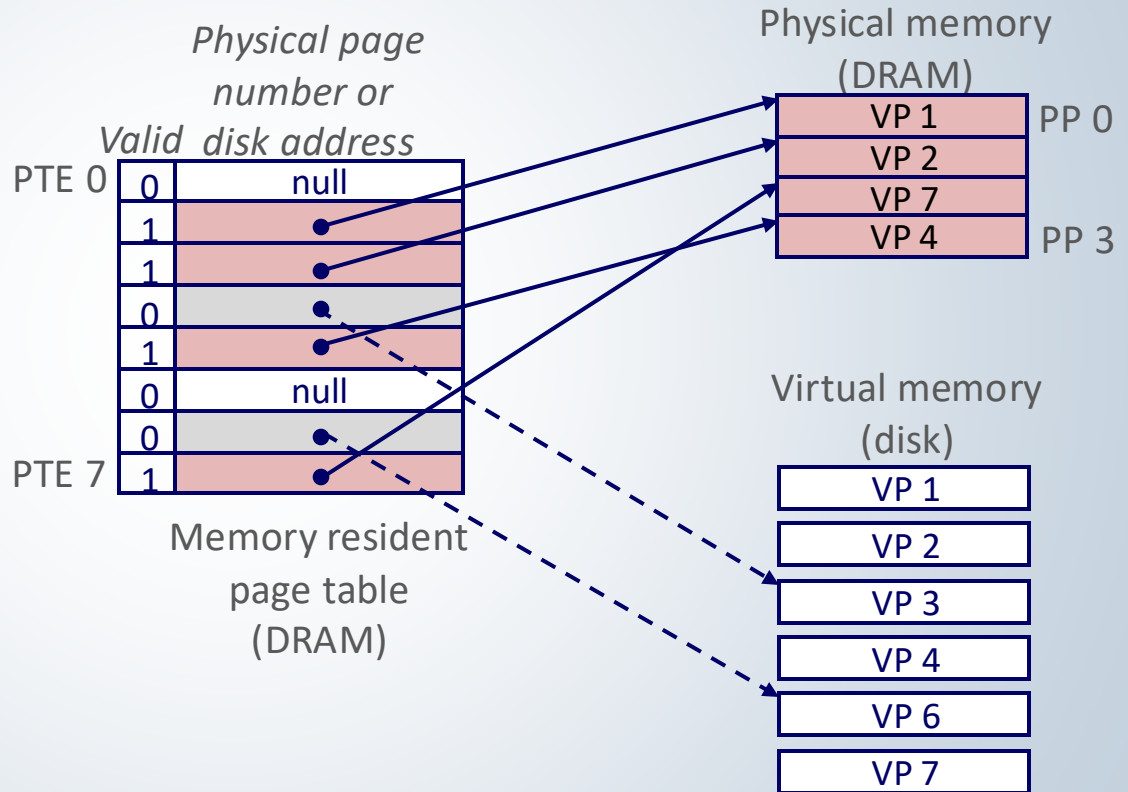 Physical page
number or
Valid disk address
PTE 0 0 null
1
1
0
1
0 null
0
PTE 7 1
Memory resident
page table
(DRAM)
Physical memory
(DRAM)
VP 1 PP 0
VP 2
VP 7
VP 4 PP 3
Virtual memory
(disk)
VP 1
VP 2
VP 3
VP 4
VP 6
VP 7